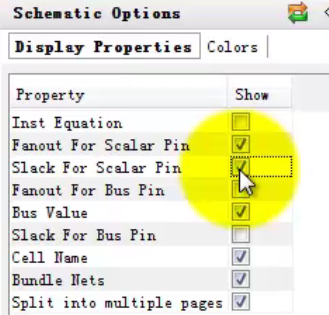 Schematic Options
Display Properties Colors
Property Show
Inst Equation
Fanout For Scalar Pin
Slack For Scalar Pin
Fanout For Bus Pin
Bus Value
Slack For Bus Pin
Cell Name
Bundle Nets
Split into multiple pages